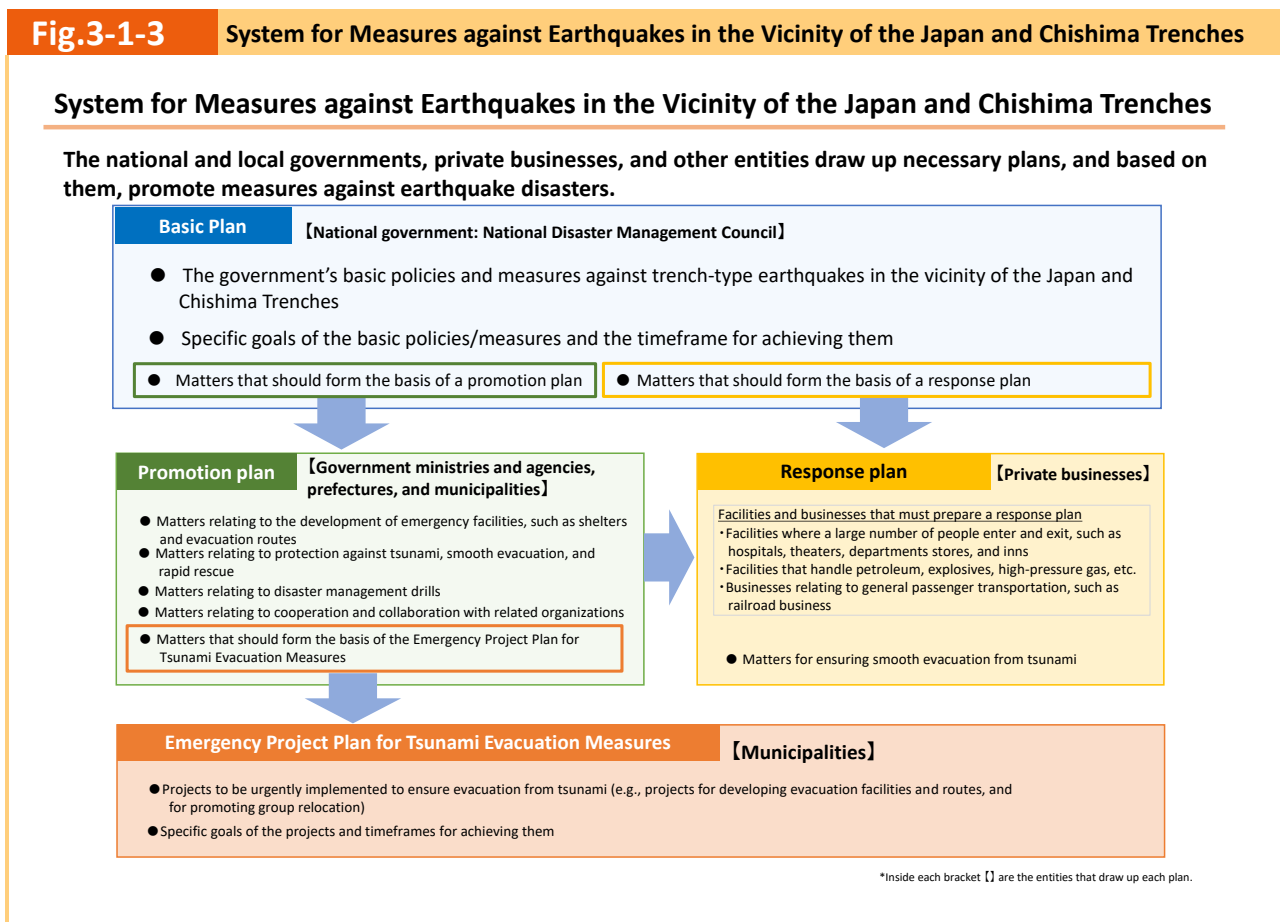 Fig.3-1-3
System for Measures against Earthquakes in the Vicinity of the Japan and Chishima Trenches
System for Measures against Earthquakes in the Vicinity of the Japan and Chishima Trenches
The national and local governments, private businesses, and other entities draw up necessary plans, and based on
them, promote measures against earthquake disasters.
Basic Plan
【National government: National Disaster Management Council】
● The government's basic policies and measures against trench-type earthquakes in the vicinity of the Japan and
Chishima Trenches
● Specific goals of the basic policies/measures and the timeframe for achieving them
● Matters that should form the basis of a promotion plan
● Matters that should form the basis of a response plan
Promotion plan
【Government ministries and agencies,
prefectures, and municipalities】
● Matters relating to the development of emergency facilities, such as shelters
and evacuation routes
● Matters relating to protection against tsunami, smooth evacuation, and
rapid rescue
● Matters relating to disaster management drills
● Matters relating to cooperation and collaboration with related organizations
● Matters that should form the basis of the Emergency Project Plan for
Tsunami Evacuation Measures
Response plan
【Private businesses】
Facilities and businesses that must prepare a response plan
・Facilities where a large number of people enter and exit, such as
hospitals, theaters, departments stores, and inns
・Facilities that handle petroleum, explosives, high-pressure gas, etc.
・Businesses relating to general passenger transportation, such as
railroad business
● Matters for ensuring smooth evacuation from tsunami
Emergency Project Plan for Tsunami Evacuation Measures
【Municipalities】
● Projects to be urgently implemented to ensure evacuation from tsunami (e.g., projects for developing evacuation facilities and routes, and
for promoting group relocation)
● Specific goals of the projects and timeframes for achieving them
*Inside each bracket【】are the entities that draw up each plan.